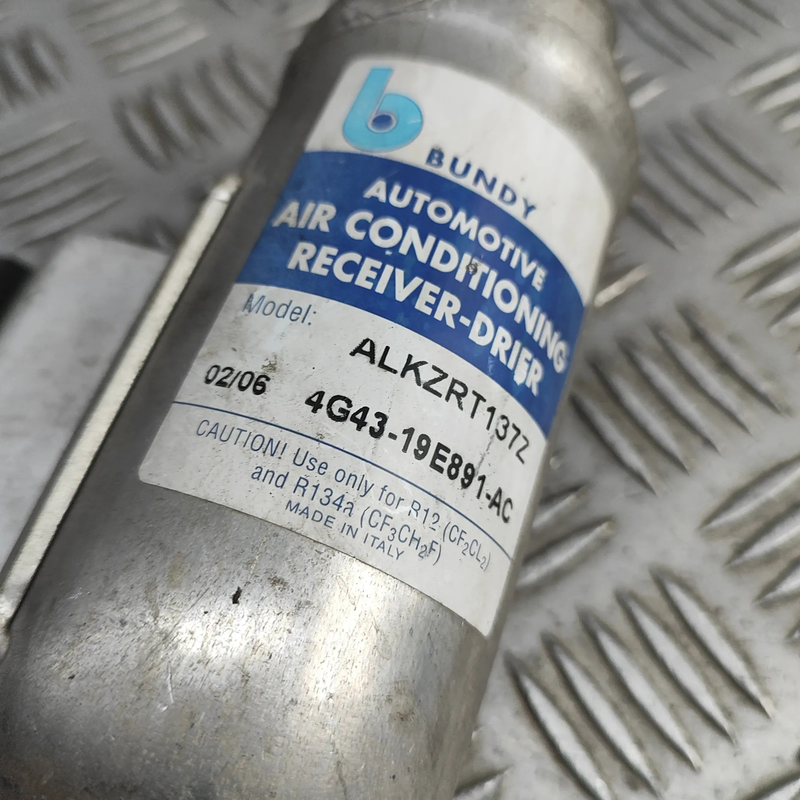 b
BUNDY
AUTOMOTIVE
AIR CONDITIONING
RECEIVER-DRIER
Model: ALKZRT137Z
02/06 4G43-19E891-AC
CAUTION! Use only for R12 (CF₂CL₂)
and R134a (CF₃CH₂F)
MADE IN ITALY